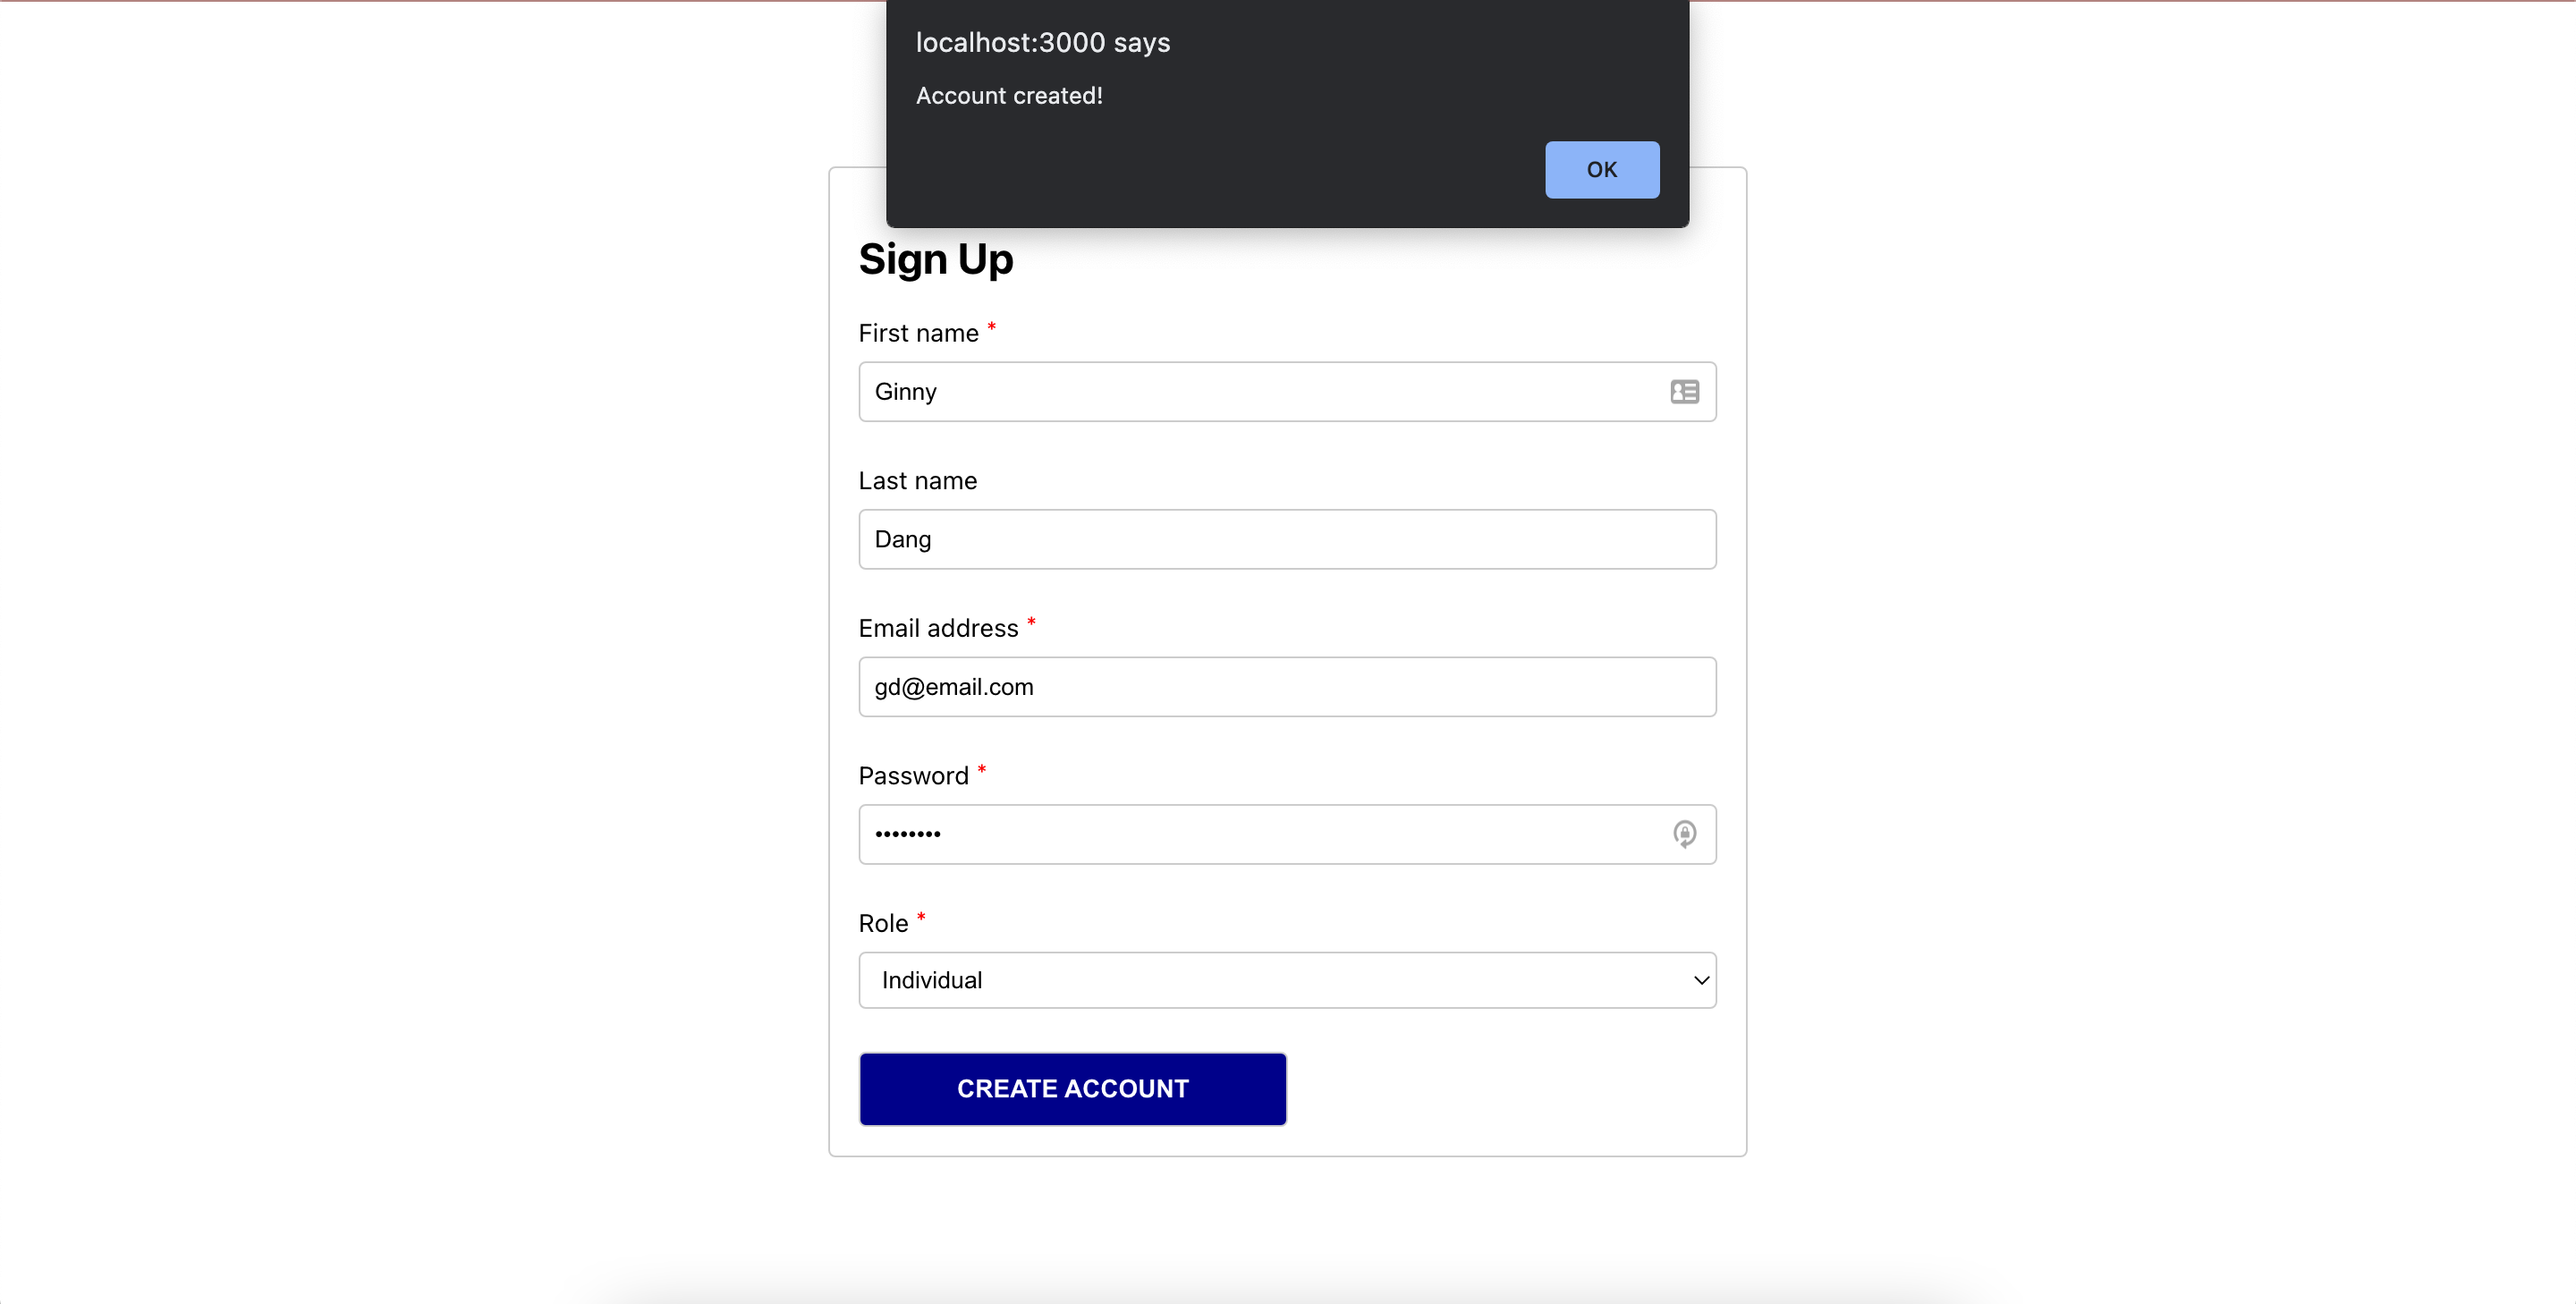 localhost:3000 says
Account created!
OK
Sign Up
First name *
Ginny
Last name
Dang
Email address *
gd@email.com
Password *
••••••••
Role *
Individual
CREATE ACCOUNT